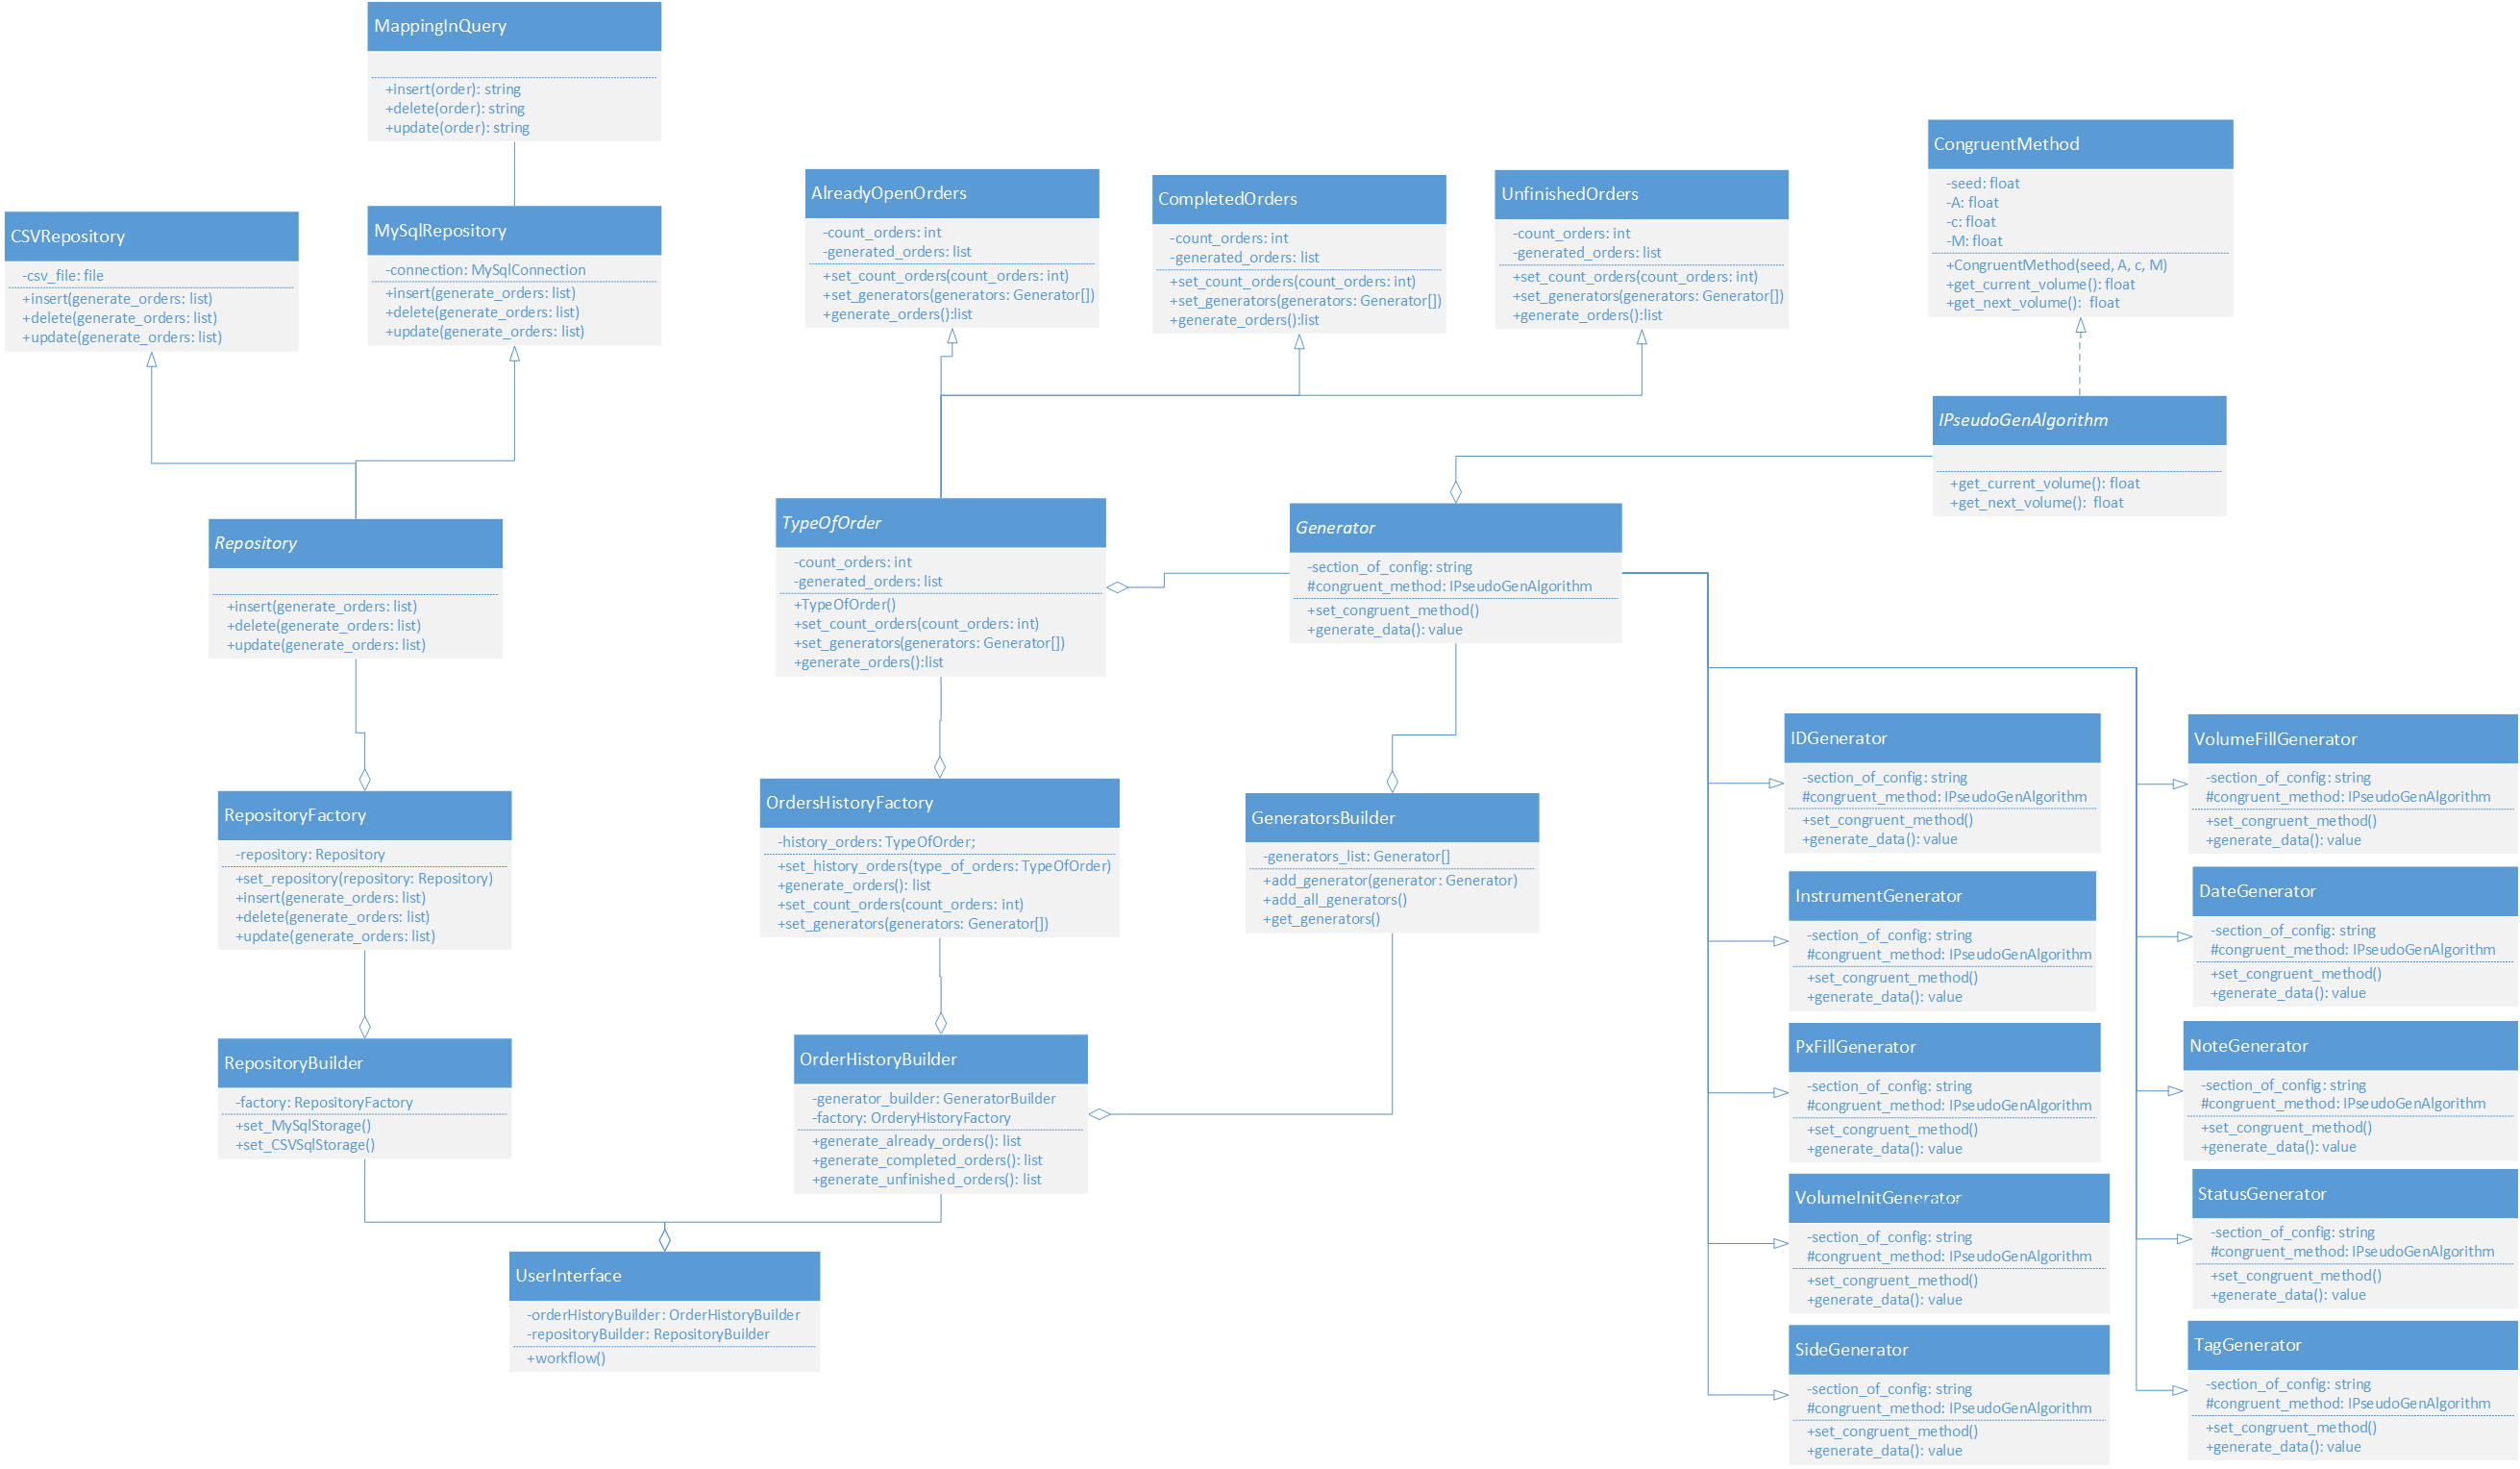 MappingInQuery
+insert(order): string
+delete(order): string
+update(order): string
CSVRepository
-csv_file: file
+insert(generate_orders: list)
+delete(generate_orders: list)
+update(generate_orders: list)
MySqlRepository
-connection: MySqlConnection
+insert(generate_orders: list)
+delete(generate_orders: list)
+update(generate_orders: list)
AlreadyOpenOrders
-count_orders: int
-generated_orders: list
+set_count_orders(count_orders: int)
+set_generators(generators: Generator[])
+generate_orders():list
CompletedOrders
-count_orders: int
-generated_orders: list
+set_count_orders(count_orders: int)
+set_generators(generators: Generator[])
+generate_orders():list
UnfinishedOrders
-count_orders: int
-generated_orders: list
+set_count_orders(count_orders: int)
+set_generators(generators: Generator[])
+generate_orders():list
CongruentMethod
-seed: float
-A: float
-c: float
-M: float
+CongruentMethod(seed, A, c, M)
+get_current_volume(): float
+get_next_volume(): float
IPseudoGenAlgorithm
+get_current_volume(): float
+get_next_volume(): float
Repository
+insert(generate_orders: list)
+delete(generate_orders: list)
+update(generate_orders: list)
TypeOfOrder
-count_orders: int
-generated_orders: list
+TypeOfOrder()
+set_count_orders(count_orders: int)
+set_generators(generators: Generator[])
+generate_orders():list
Generator
-section_of_config: string
#congruent_method: IPseudoGenAlgorithm
+set_congruent_method()
+generate_data(): value
RepositoryFactory
-repository: Repository
+set_repository(repository: Repository)
+insert(generate_orders: list)
+delete(generate_orders: list)
+update(generate_orders: list)
OrdersHistoryFactory
-history_orders: TypeOfOrder;
+set_history_orders(type_of_orders: TypeOfOrder)
+generate_orders(): list
+set_count_orders(count_orders: int)
+set_generators(generators: Generator[])
GeneratorsBuilder
-generators_list: Generator[]
+add_generator(generator: Generator)
+add_all_generators()
+get_generators()
RepositoryBuilder
-factory: RepositoryFactory
+set_MySqlStorage()
+set_CSVSqlStorage()
OrderHistoryBuilder
-generator_builder: GeneratorBuilder
-factory: OrderyHistoryFactory
+generate_already_orders(): list
+generate_completed_orders(): list
+generate_unfinished_orders(): list
UserInterface
-orderHistoryBuilder: OrderHistoryBuilder
-repositoryBuilder: RepositoryBuilder
+workflow()
IDGenerator
-section_of_config: string
#congruent_method: IPseudoGenAlgorithm
+set_congruent_method()
+generate_data(): value
InstrumentGenerator
-section_of_config: string
#congruent_method: IPseudoGenAlgorithm
+set_congruent_method()
+generate_data(): value
PxFillGenerator
-section_of_config: string
#congruent_method: IPseudoGenAlgorithm
+set_congruent_method()
+generate_data(): value
VolumeInitGenerator
-section_of_config: string
#congruent_method: IPseudoGenAlgorithm
+set_congruent_method()
+generate_data(): value
SideGenerator
-section_of_config: string
#congruent_method: IPseudoGenAlgorithm
+set_congruent_method()
+generate_data(): value
VolumeFillGenerator
-section_of_config: string
#congruent_method: IPseudoGenAlgorithm
+set_congruent_method()
+generate_data(): value
DateGenerator
-section_of_config: string
#congruent_method: IPseudoGenAlgorithm
+set_congruent_method()
+generate_data(): value
NoteGenerator
-section_of_config: string
#congruent_method: IPseudoGenAlgorithm
+set_congruent_method()
+generate_data(): value
StatusGenerator
-section_of_config: string
#congruent_method: IPseudoGenAlgorithm
+set_congruent_method()
+generate_data(): value
TagGenerator
-section_of_config: string
#congruent_method: IPseudoGenAlgorithm
+set_congruent_method()
+generate_data(): value